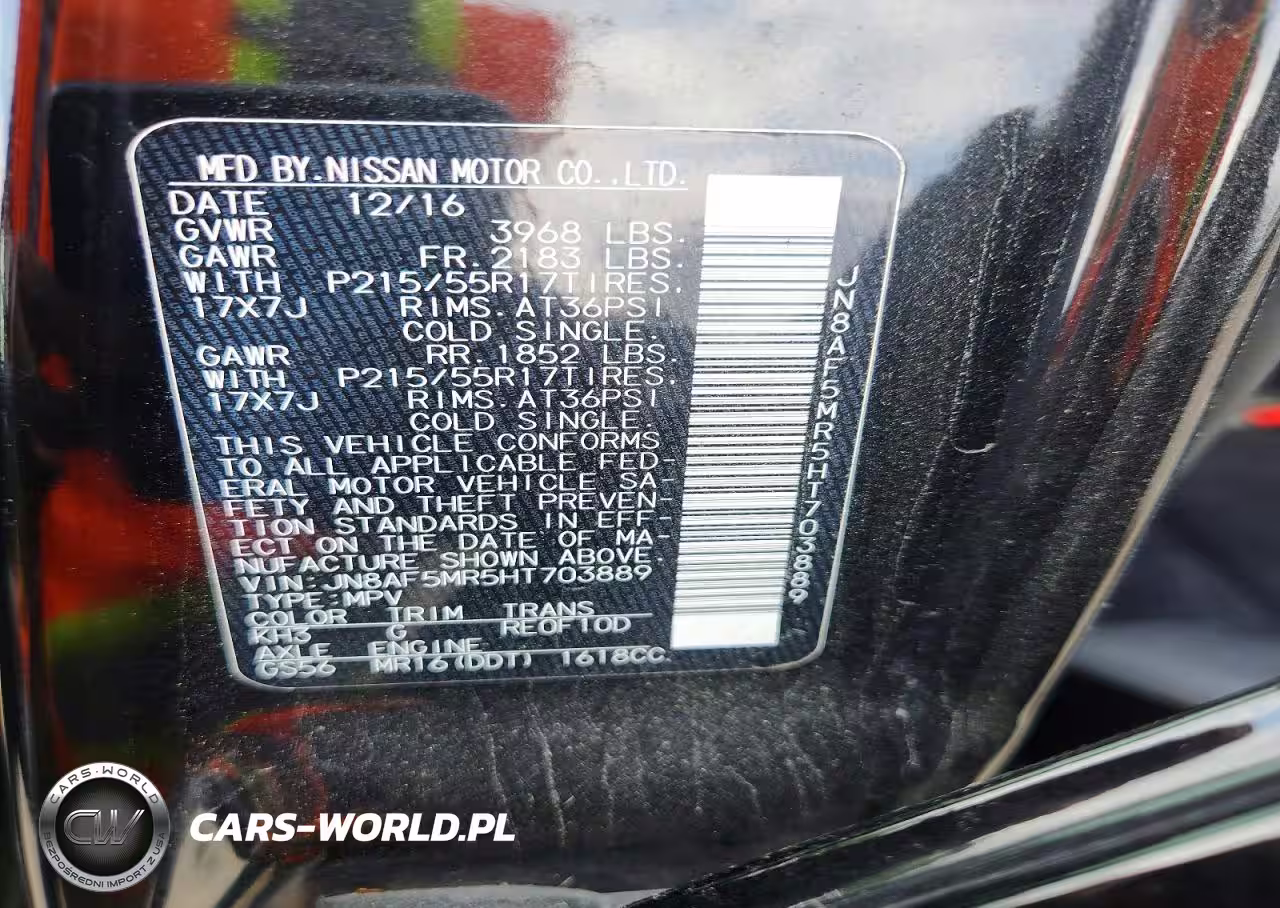 MFD BY.NISSAN MOTOR CO.,LTD.
DATE 12/16
GVWR 3968 LBS.
GAWR FR.2183 LBS.
WITH P215/55R17TIRES.
17X7J RIMS.AT36PSI
COLD SINGLE.
GAWR RR.1852 LBS.
WITH P215/55R17TIRES.
17X7J RIMS.AT36PSI
COLD SINGLE.
THIS VEHICLE CONFORMS
TO ALL APPLICABLE FED-
ERAL MOTOR VEHICLE SA-
FETY AND THEFT PREVEN-
TION STANDARDS IN EFF-
ECT ON THE DATE OF MA-
NUFACTURE SHOWN ABOVE.
VIN:JN8AF5MR5HT703889
TYPE:MPV
COLOR TRIM TRANS
KH3 G RE0F10D
AXLE ENGINE
GS56 MR16(DDT) 1618CC.
JN8AF5MR5HT703889
CARS-WORLD
CW
BEZPOŚREDNI IMPORT Z USA
CARS-WORLD.PL